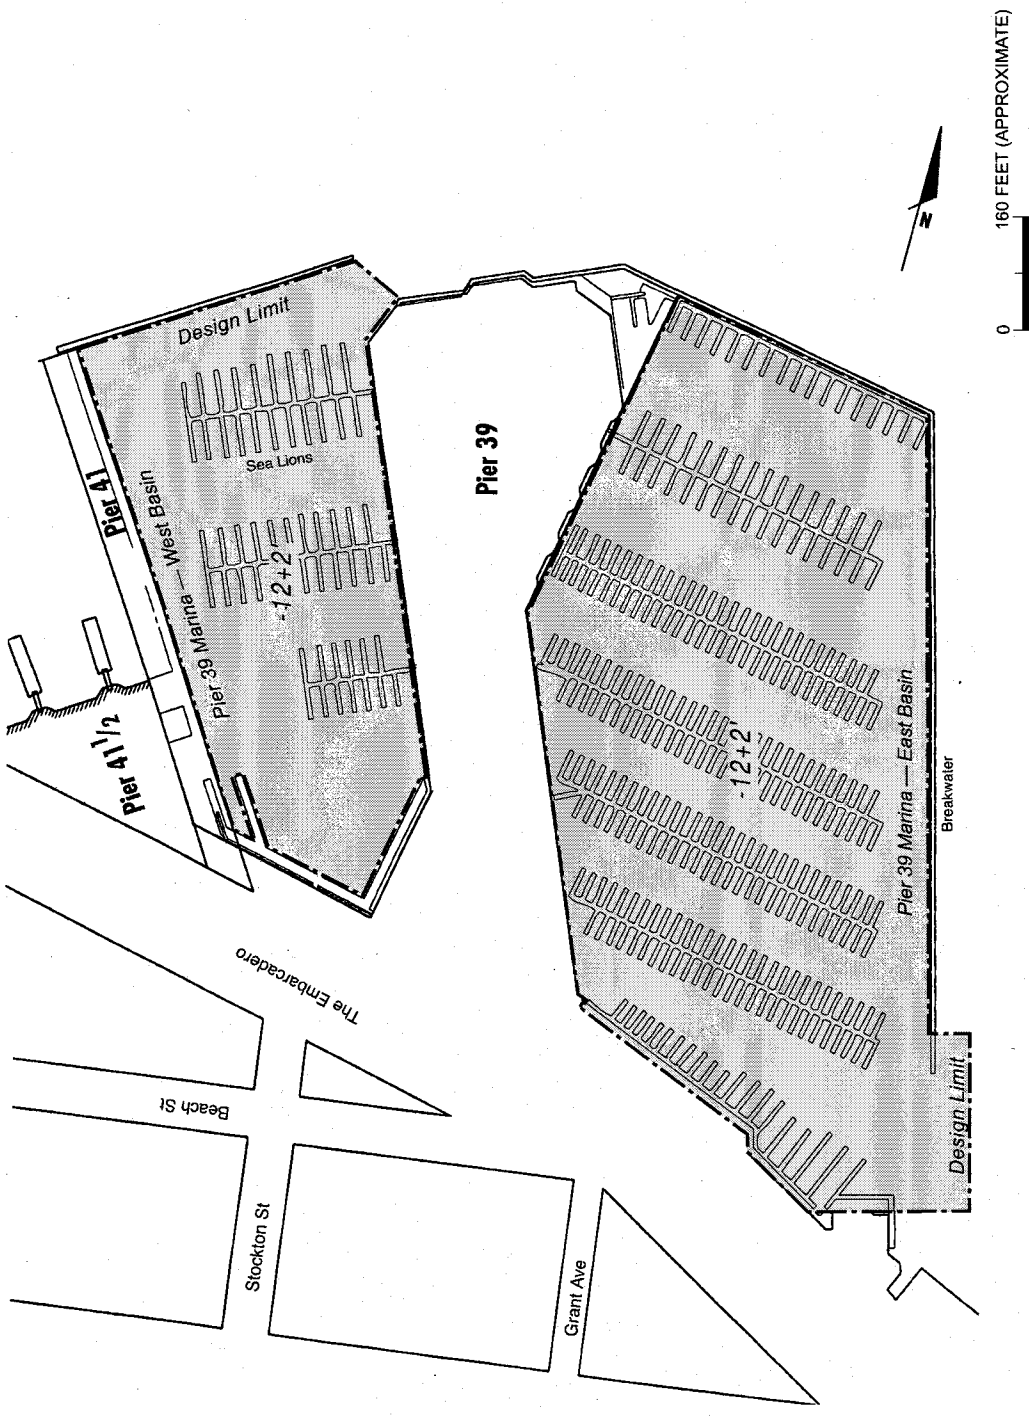 160 FEET (APPROXIMATE)
0
N
Design Limit
Sea Lions
Pier 41
Pier 39 Marina — West Basin
-12+2'
Pier 39
Pier 41 1/2
The Embarcadero
Beach St
Stockton St
Grant Ave
-12+2'
Pier 39 Marina — East Basin
Breakwater
Design Limit